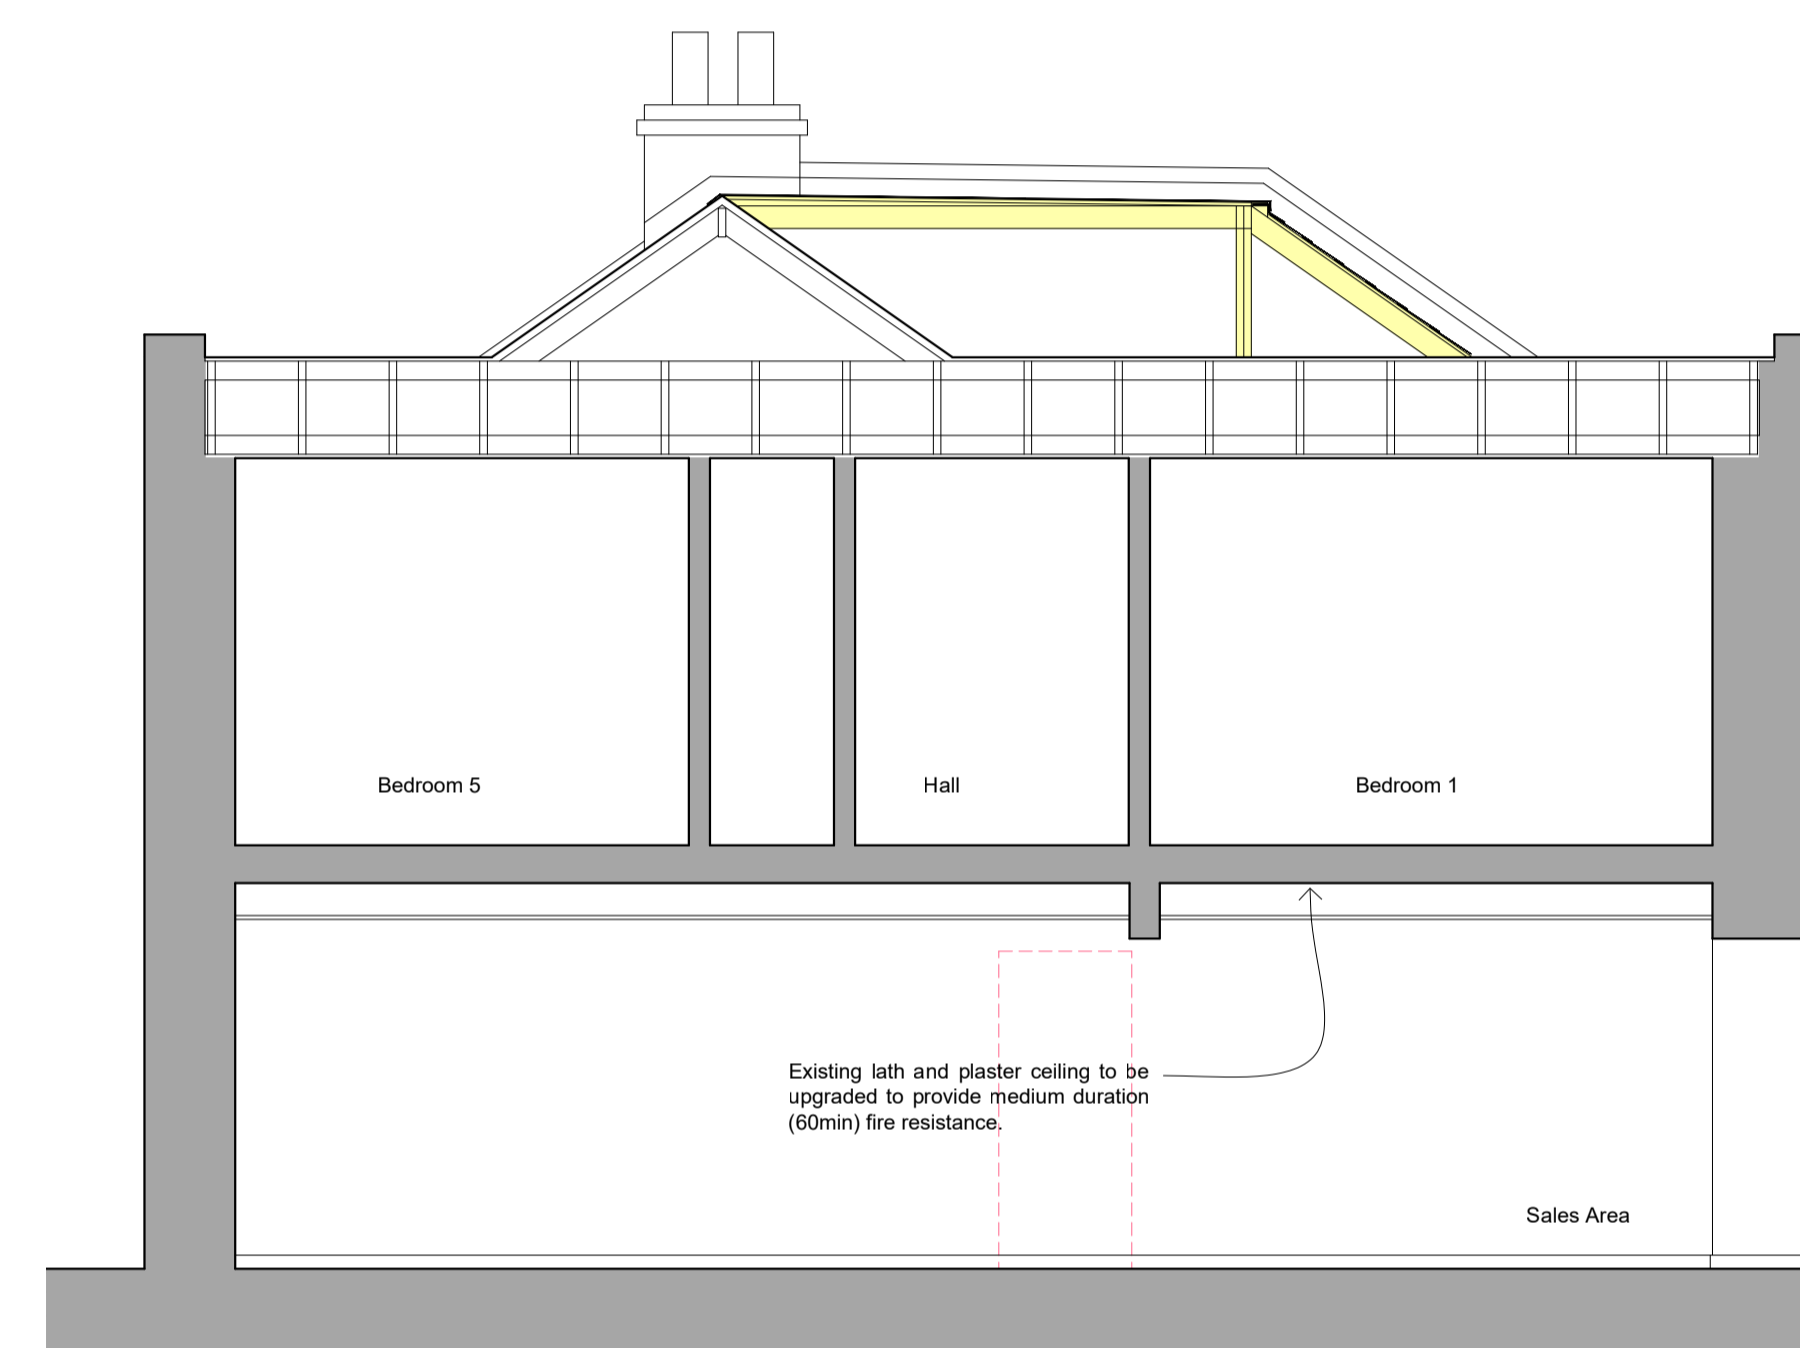 Bedroom 5
Hall
Bedroom 1
Existing lath and plaster ceiling to be
upgraded to provide medium duration
(60min) fire resistance.
Sales Area